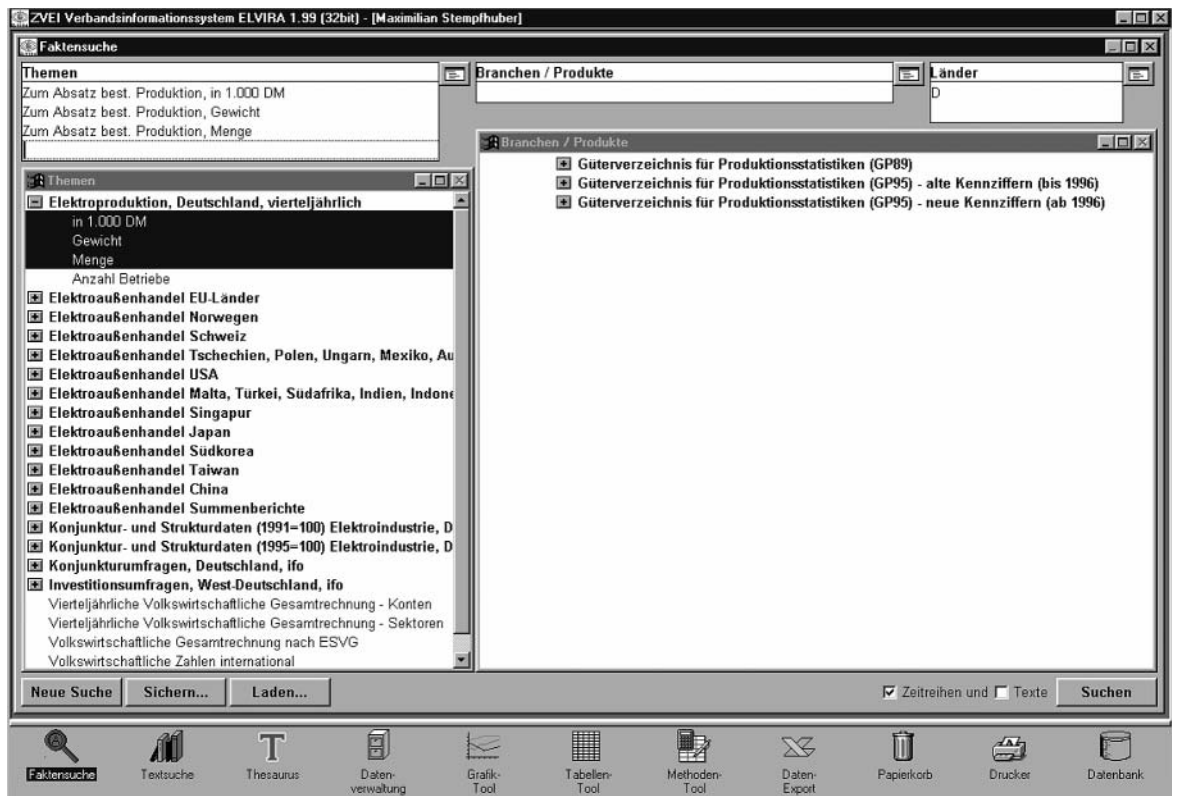 ZVEI Verbandsinformationssystem ELVIRA 1.99 (32bit) - [Maximilian Stempfhuber]
Faktensuche
Themen
Zum Absatz best. Produktion, in 1.000 DM
Zum Absatz best. Produktion, Gewicht
Zum Absatz best. Produktion, Menge
Branchen / Produkte
Länder
D
Themen
Elektroproduktion, Deutschland, vierteljährlich
in 1.000 DM
Gewicht
Menge
Anzahl Betriebe
Elektroaußenhandel EU-Länder
Elektroaußenhandel Norwegen
Elektroaußenhandel Schweiz
Elektroaußenhandel Tschechien, Polen, Ungarn, Mexiko, Au
Elektroaußenhandel USA
Elektroaußenhandel Malta, Türkei, Südafrika, Indien, Indone
Elektroaußenhandel Singapur
Elektroaußenhandel Japan
Elektroaußenhandel Südkorea
Elektroaußenhandel Taiwan
Elektroaußenhandel China
Elektroaußenhandel Summenberichte
Konjunktur- und Strukturdaten (1991=100) Elektroindustrie, D
Konjunktur- und Strukturdaten (1995=100) Elektroindustrie, D
Konjunkturumfragen, Deutschland, ifo
Investitionsumfragen, West-Deutschland, ifo
Vierteljährliche Volkswirtschaftliche Gesamtrechnung - Konten
Vierteljährliche Volkswirtschaftliche Gesamtrechnung - Sektoren
Volkswirtschaftliche Gesamtrechnung nach ESVG
Volkswirtschaftliche Zahlen international
Branchen / Produkte
Güterverzeichnis für Produktionsstatistiken (GP89)
Güterverzeichnis für Produktionsstatistiken (GP95) - alte Kennziffern (bis 1996)
Güterverzeichnis für Produktionsstatistiken (GP95) - neue Kennziffern (ab 1996)
Neue Suche
Sichern...
Laden...
Zeitreihen und
Texte
Suchen
Faktensuche
Textsuche
Thesaurus
Daten-
verwaltung
Grafik-
Tool
Tabellen-
Tool
Methoden-
Tool
Daten-
Export
Papierkorb
Drucker
Datenbank